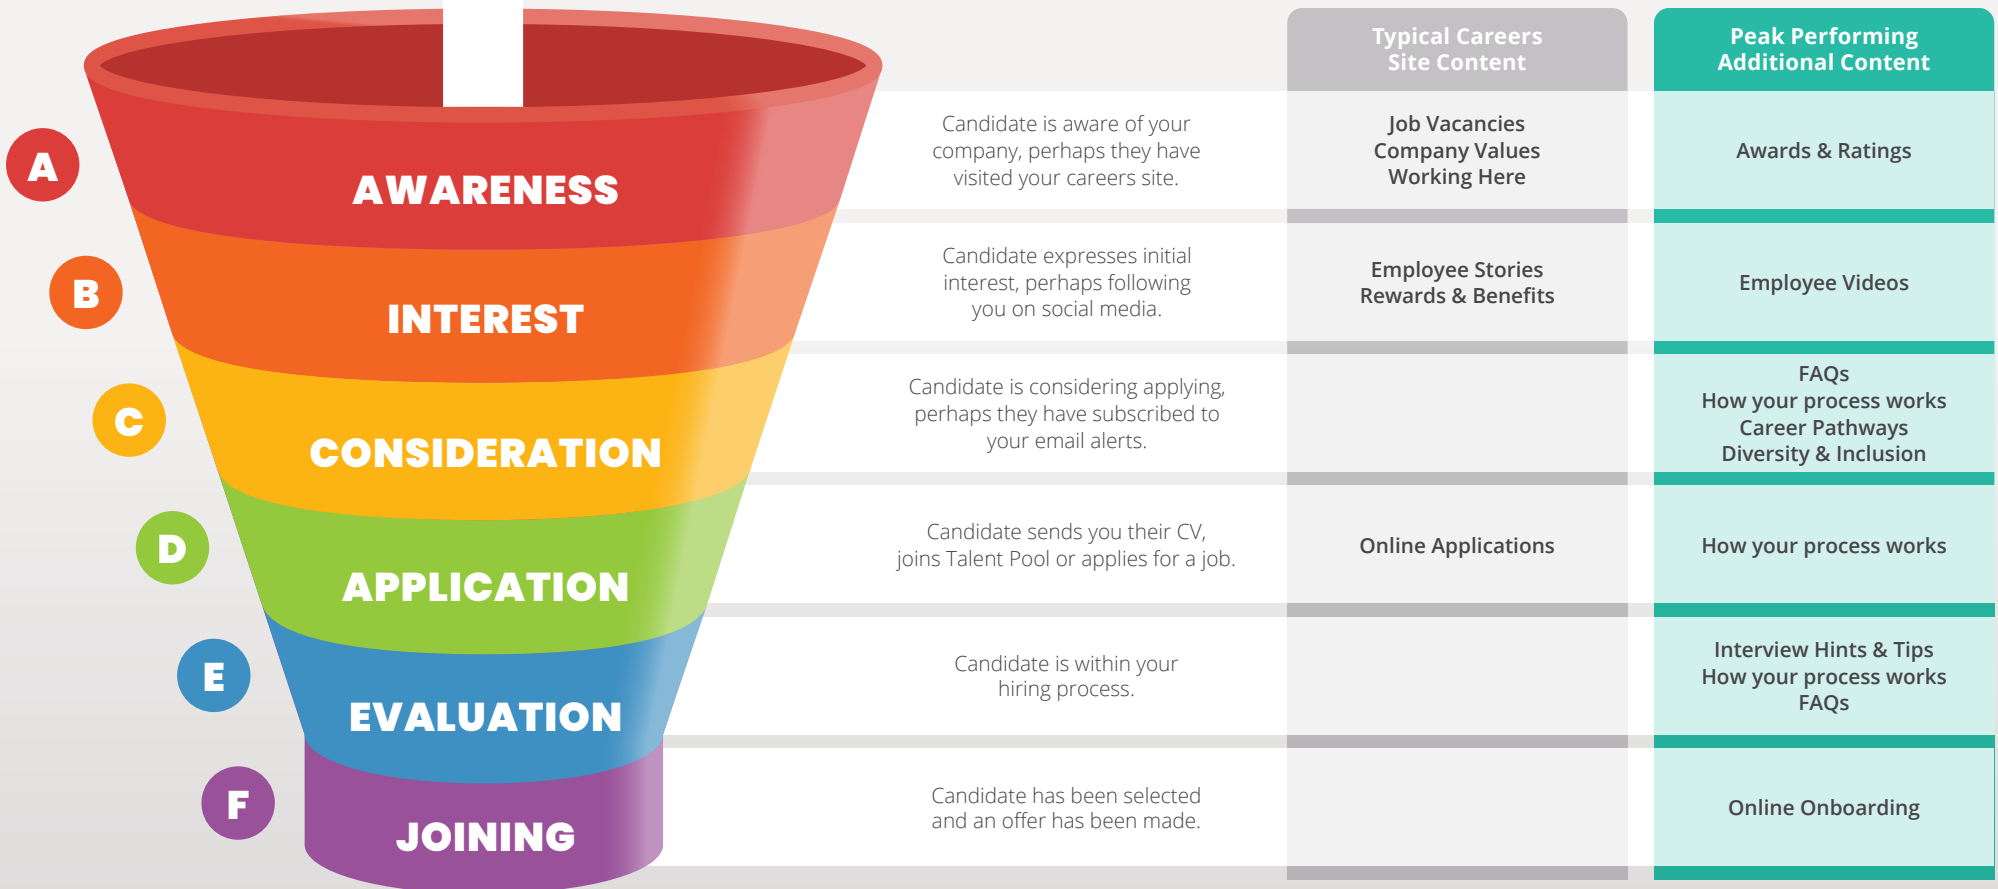 Typical Careers
Site Content
Peak Performing
Additional Content
A
AWARENESS
Candidate is aware of your
company, perhaps they have
visited your careers site.
Job Vacancies
Company Values
Working Here
Awards & Ratings
B
INTEREST
Candidate expresses initial
interest, perhaps following
you on social media.
Employee Stories
Rewards & Benefits
Employee Videos
C
CONSIDERATION
Candidate is considering applying,
perhaps they have subscribed to
your email alerts.
FAQs
How your process works
Career Pathways
Diversity & Inclusion
D
APPLICATION
Candidate sends you their CV,
joins Talent Pool or applies for a job.
Online Applications
How your process works
E
EVALUATION
Candidate is within your
hiring process.
Interview Hints & Tips
How your process works
FAQs
F
JOINING
Candidate has been selected
and an offer has been made.
Online Onboarding